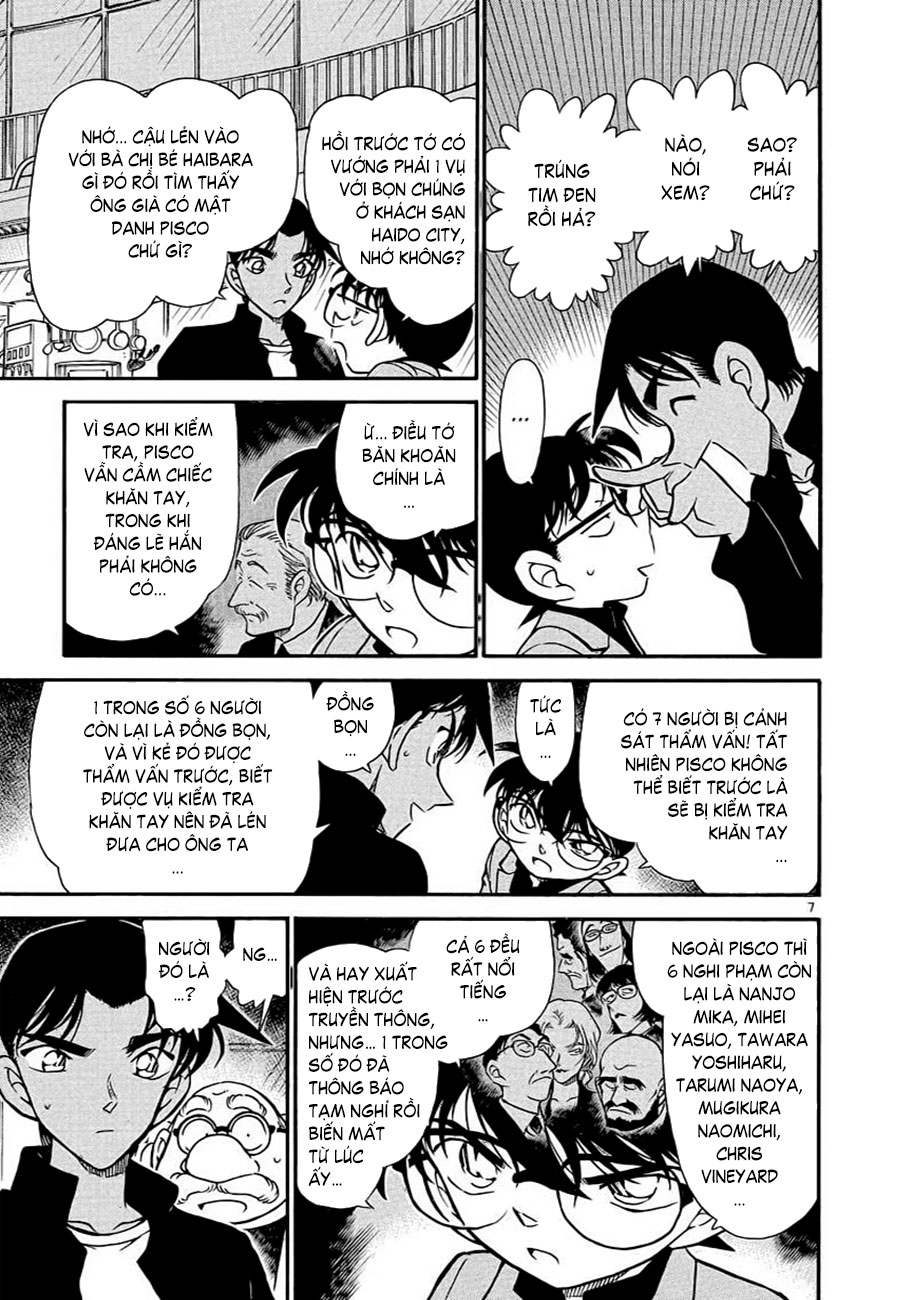 SAO?
PHẢI
CHỨ?
NÀO,
NÓI
XEM?
TRÚNG
TIM ĐEN
RỒI HẢ?
...
HỒI TRƯỚC TỚ CÓ
VƯỚNG PHẢI 1 VỤ
VỚI BỌN CHÚNG
Ở KHÁCH SẠN
HAIDO CITY,
NHỚ KHÔNG?
NHỚ... CẬU LÉN VÀO
VỚI BÀ CHỊ BÉ HAIBARA
GÌ ĐÓ RỒI TÌM THẤY
ÔNG GIÀ CÓ MẬT
DANH PISCO
CHỨ GÌ?
Ừ... ĐIỀU TỚ
BĂN KHOĂN
CHÍNH LÀ
...
VÌ SAO KHI KIỂM
TRA, PISCO
VẪN CẦM CHIẾC
KHĂN TAY,
TRONG KHI
ĐÁNG LẼ HẮN
PHẢI KHÔNG
CÓ...
CÓ 7 NGƯỜI BỊ CẢNH
SÁT THẨM VẤN! TẤT
NHIÊN PISCO KHÔNG
THỂ BIẾT TRƯỚC LÀ
SẼ BỊ KIỂM TRA
KHĂN TAY
...
TỨC
LÀ
...
ĐỒNG
BỌN
...
1 TRONG SỐ 6 NGƯỜI
CÒN LẠI LÀ ĐỒNG BỌN,
VÀ VÌ KẺ ĐÓ ĐƯỢC
THẨM VẤN TRƯỚC, BIẾT
ĐƯỢC VỤ KIỂM TRA
KHĂN TAY NÊN ĐÃ LÉN
ĐƯA CHO ÔNG TA
...
7
NGOÀI PISCO THÌ
6 NGHI PHẠM CÒN
LẠI LÀ NANJO
MIKA, MIHEI
YASUO, TAWARA
YOSHIHARU,
TARUMI NAOYA,
MUGIKURA
NAOMICHI,
CHRIS
VINEYARD
...
CẢ 6 ĐỀU
RẤT NỔI
TIẾNG
...
VÀ HAY XUẤT
HIỆN TRƯỚC
TRUYỀN THÔNG,
NHƯNG... 1 TRONG
SỐ ĐÓ ĐÃ
THÔNG BÁO
TẠM NGHỈ RỒI
BIẾN MẤT
TỪ LÚC
ẤY...
NG...
NGƯỜI
ĐÓ LÀ
...?